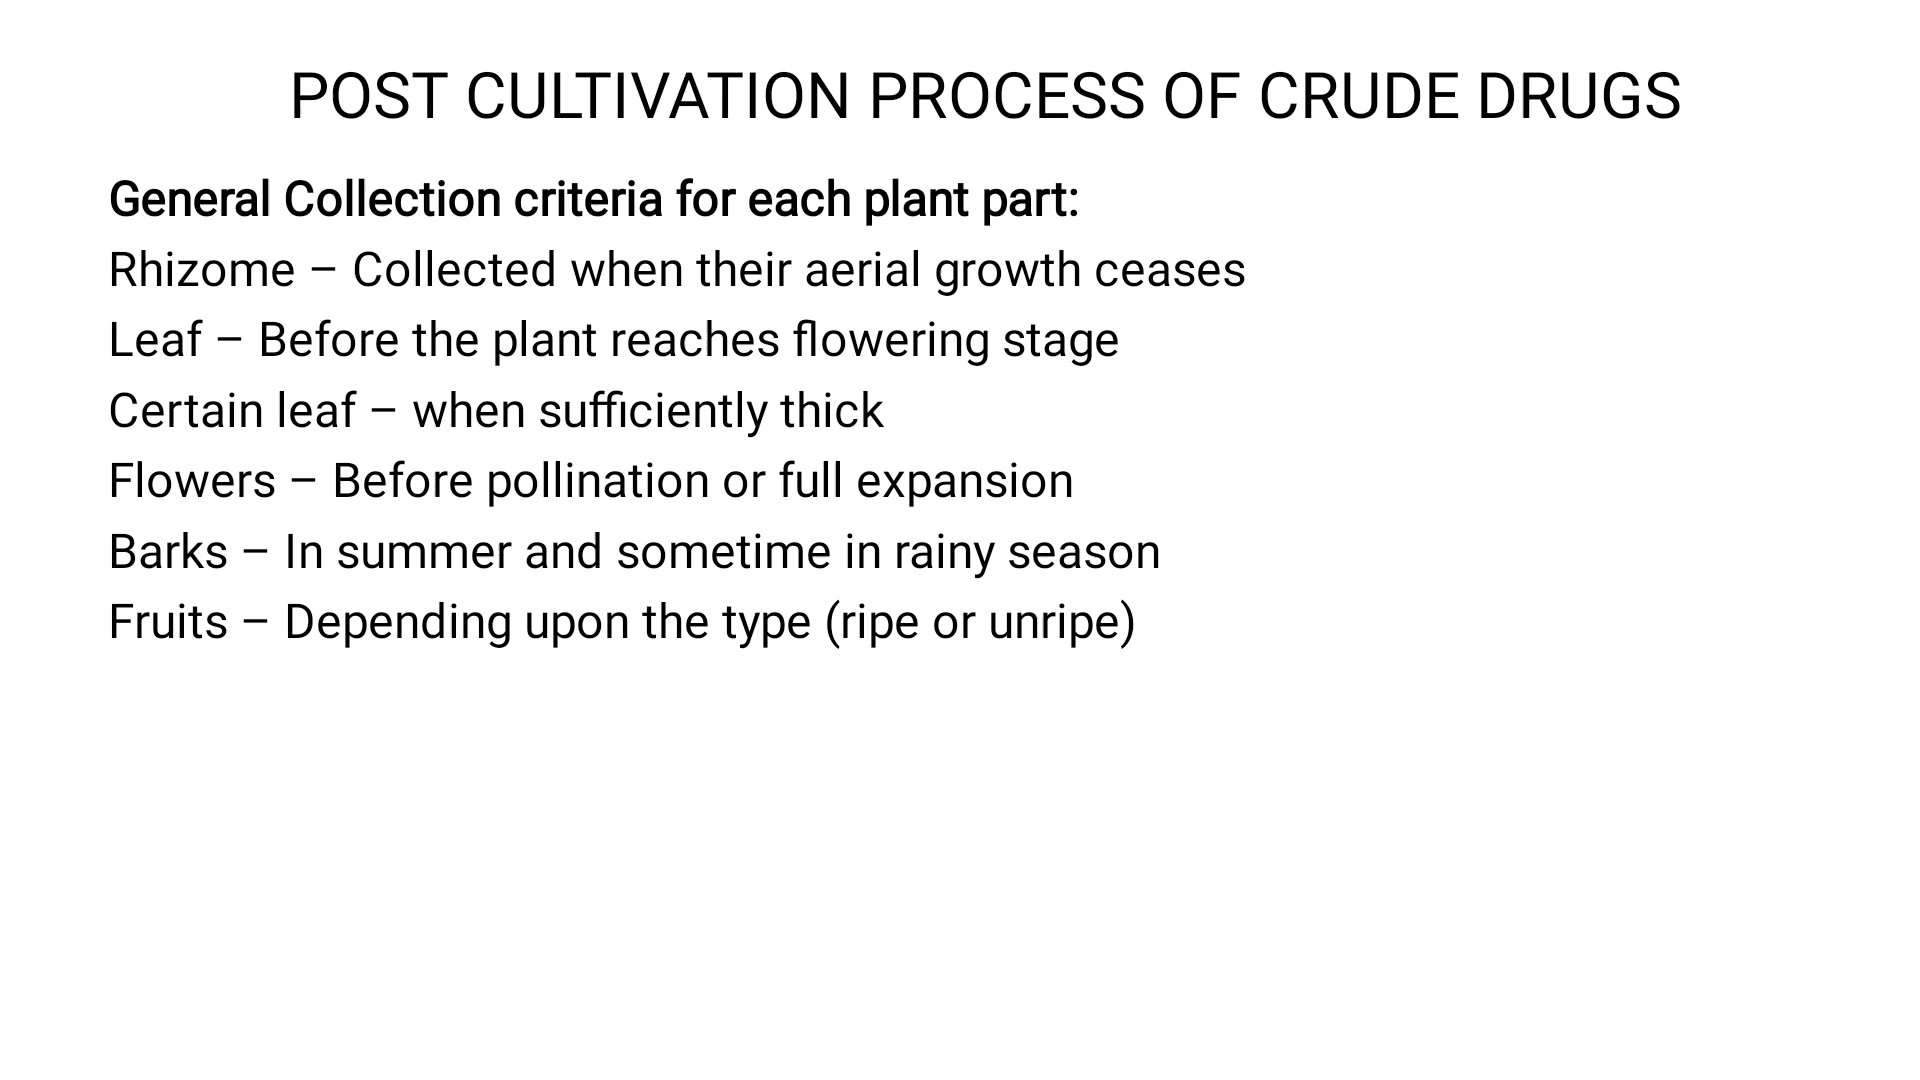 POST CULTIVATION PROCESS OF CRUDE DRUGS
General Collection criteria for each plant part:
Rhizome – Collected when their aerial growth ceases
Leaf – Before the plant reaches flowering stage
Certain leaf – when sufficiently thick
Flowers – Before pollination or full expansion
Barks – In summer and sometime in rainy season
Fruits – Depending upon the type (ripe or unripe)